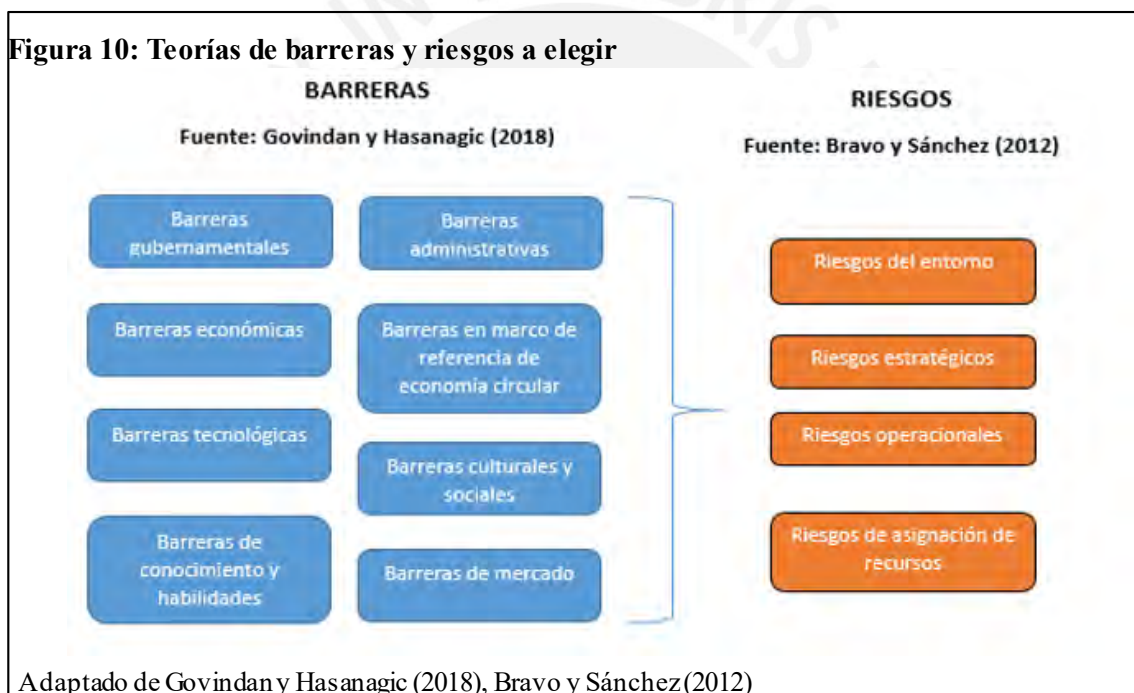 Figura 10: Teorías de barreras y riesgos a elegir
BARRERAS
Fuente: Govindan y Hasanagic (2018)
Barreras
gubernamentales
Barreras
administrativas
Barreras económicas
Barreras en marco de
referencia de
economía circular
Barreras tecnológicas
Barreras culturales y
sociales
Barreras de
conocimiento y
habilidades
Barreras de mercado
RIESGOS
Fuente: Bravo y Sánchez (2012)
Riesgos del entorno
Riesgos estratégicos
Riesgos operacionales
Riesgos de asignación de
recursos
Adaptado de Govindan y Hasanagic (2018), Bravo y Sánchez (2012)